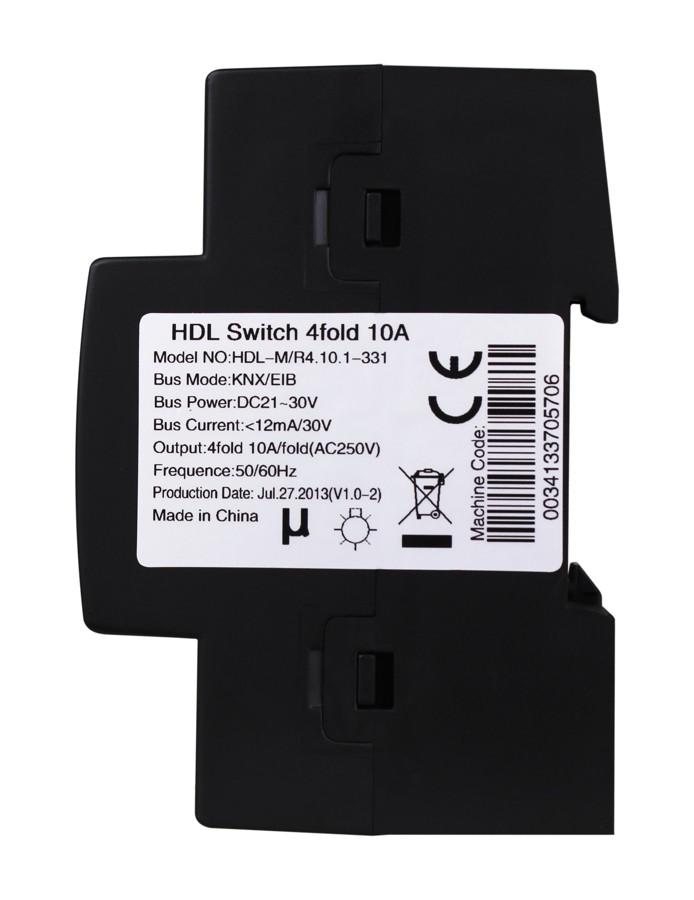 HDL Switch 4fold 10A
Model NO:HDL-M/R4.10.1-331
Bus Mode:KNX/EIB
Bus Power:DC21~30V
Bus Current:<12mA/30V
Output:4fold 10A/fold(AC250V)
Frequence:50/60Hz
Production Date: Jul.27.2013(V1.0-2)
Made in China
µ
CE
Machine Code:
0034133705706